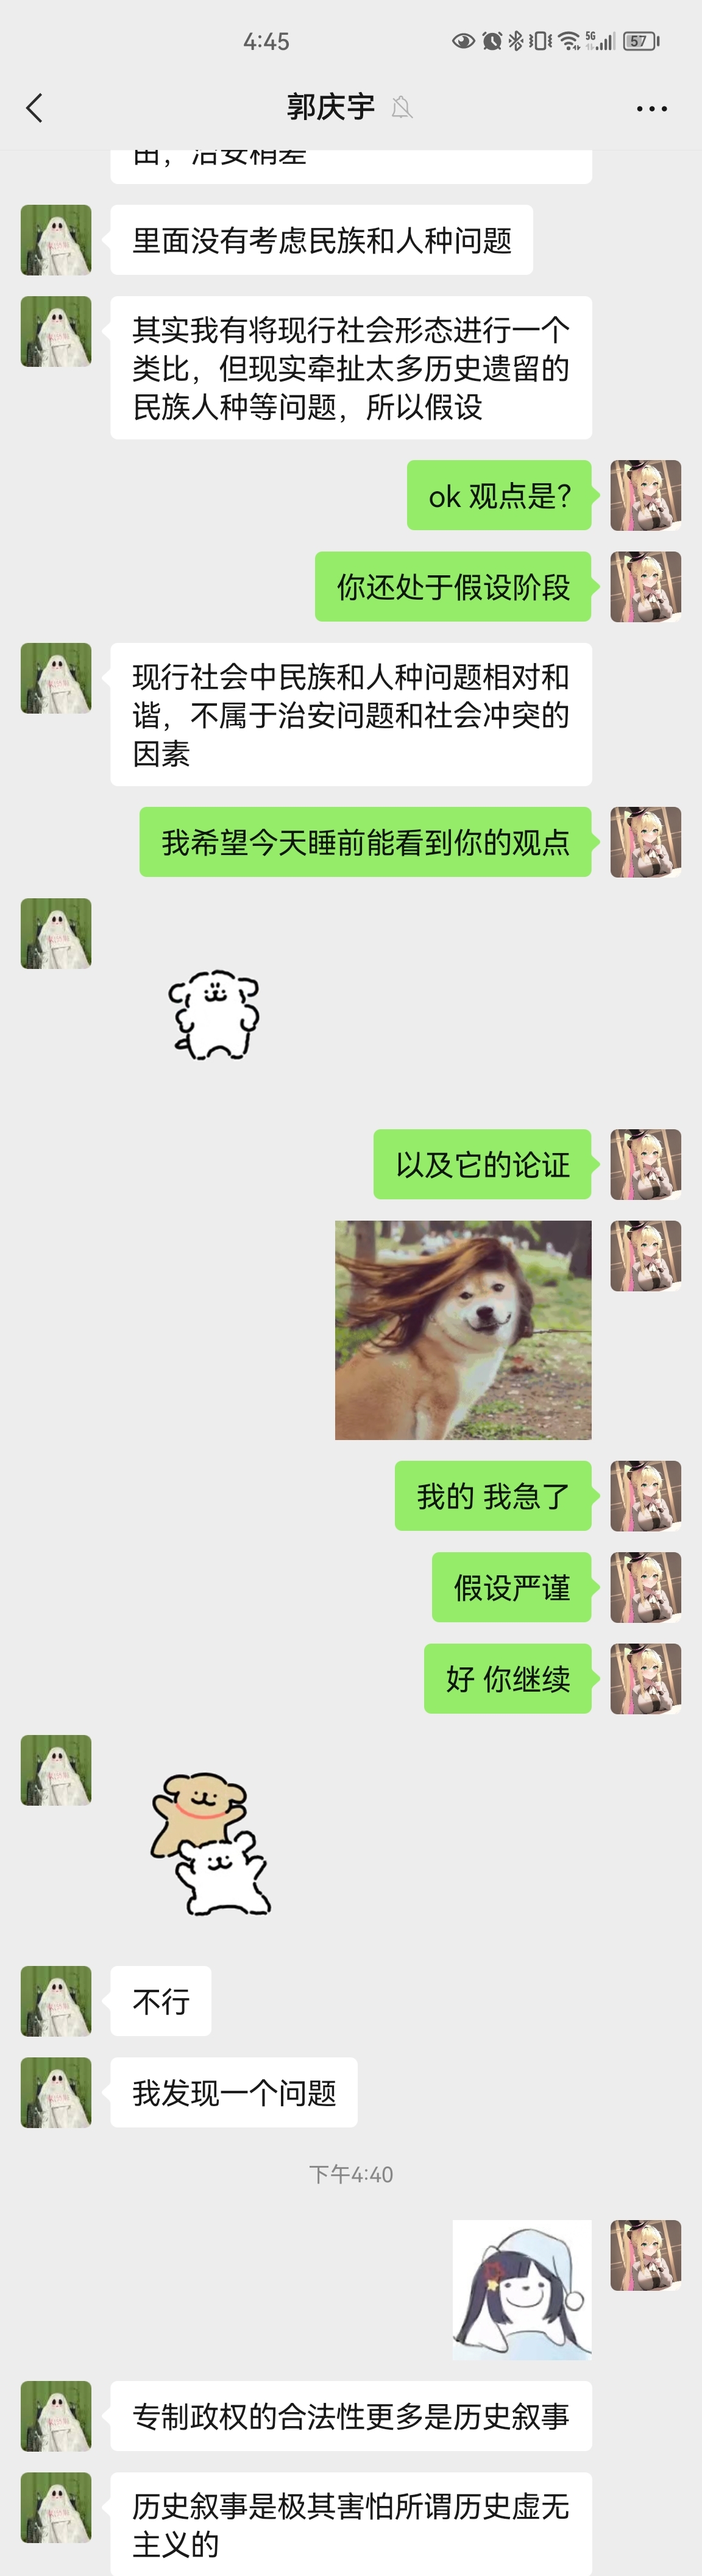 4:45
5G
57
郭庆宇
由，治安稍差
里面没有考虑民族和人种问题
其实我有将现行社会形态进行一个
类比，但现实牵扯太多历史遗留的
民族人种等问题，所以假设
ok 观点是？
你还处于假设阶段
现行社会中民族和人种问题相对和
谐，不属于治安问题和社会冲突的
因素
我希望今天睡前能看到你的观点
以及它的论证
我的 我急了
假设严谨
好 你继续
不行
我发现一个问题
下午4:40
专制政权的合法性更多是历史叙事
历史叙事是极其害怕所谓历史虚无
主义的